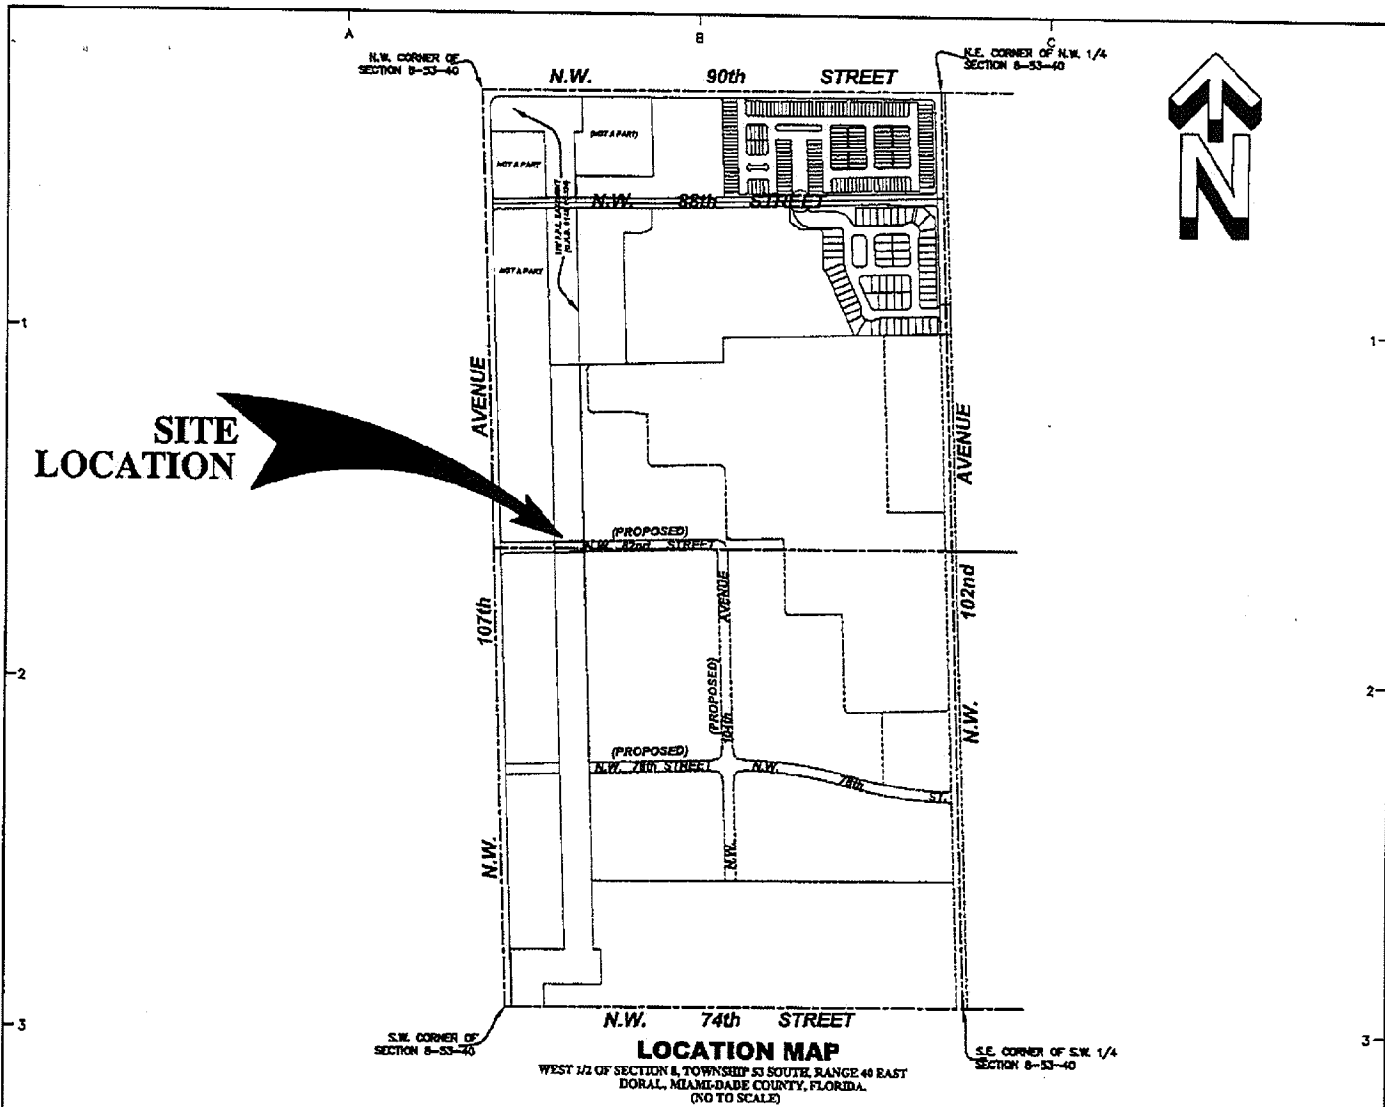 A
B
C
N.W. CORNER OF
SECTION 8-53-40
N.E. CORNER OF N.W. 1/4
SECTION 8-53-40
N.W. 90th STREET
N
(NOT A PART)
NOT A PART
N.W. 88th STREET
NOT A PART
1
1
AVENUE
AVENUE
SITE
LOCATION
(PROPOSED)
N.W. 82nd STREET
107th
AVENUE
102nd
2
2
(PROPOSED)
104th
N.W.
(PROPOSED)
N.W. 78th STREET
N.W. 78th ST.
N.W.
N.W.
3
3
N.W. 74th STREET
S.W. CORNER OF
SECTION 8-53-40
S.E. CORNER OF S.W. 1/4
SECTION 8-53-40
LOCATION MAP
WEST 1/2 OF SECTION 8, TOWNSHIP 53 SOUTH, RANGE 40 EAST
DORAL, MIAMI-DADE COUNTY, FLORIDA.
(NO TO SCALE)